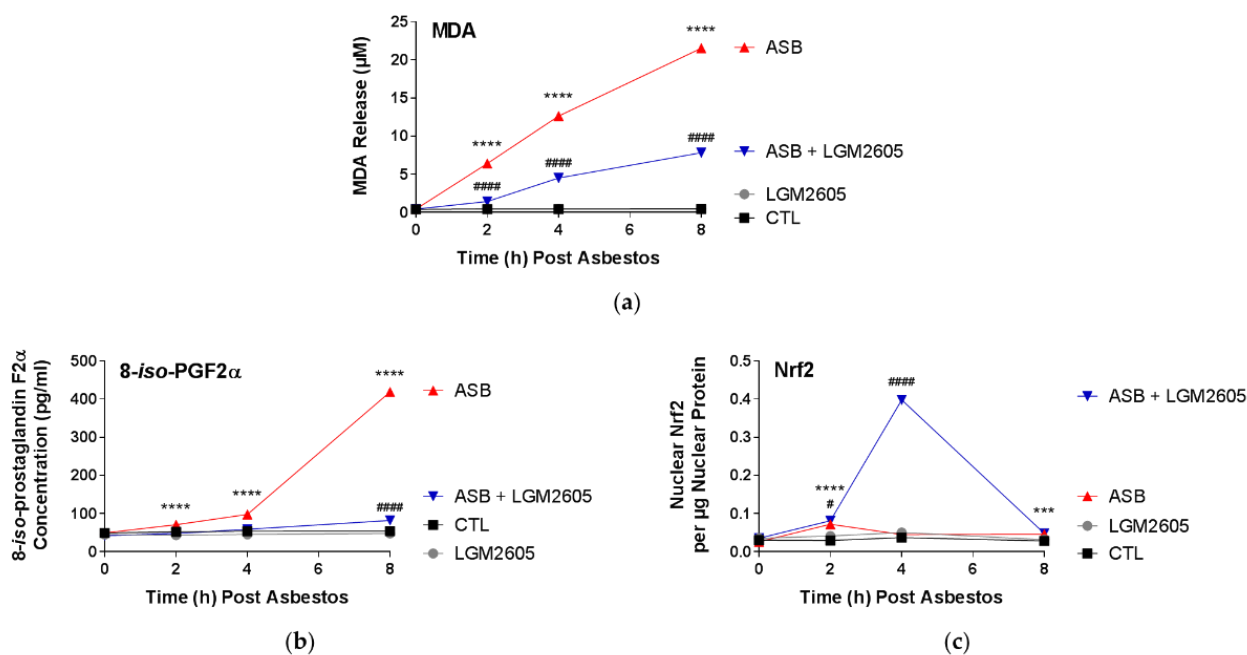 MDA
MDA Release (µM)
25
20
15
10
5
0
****
****
****
####
####
####
0
2
4
6
8
Time (h) Post Asbestos
ASB
ASB + LGM2605
LGM2605
CTL
(a)
8-iso-PGF2α
8-iso-prostaglandin F2α
Concentration (pg/ml)
500
400
300
200
100
0
****
****
****
####
0
2
4
6
8
Time (h) Post Asbestos
ASB
ASB + LGM2605
CTL
LGM2605
(b)
Nrf2
Nuclear Nrf2
per µg Nuclear Protein
0.5
0.4
0.3
0.2
0.1
0.0
####
****
#
***
0
2
4
6
8
Time (h) Post Asbestos
ASB + LGM2605
ASB
LGM2605
CTL
(c)